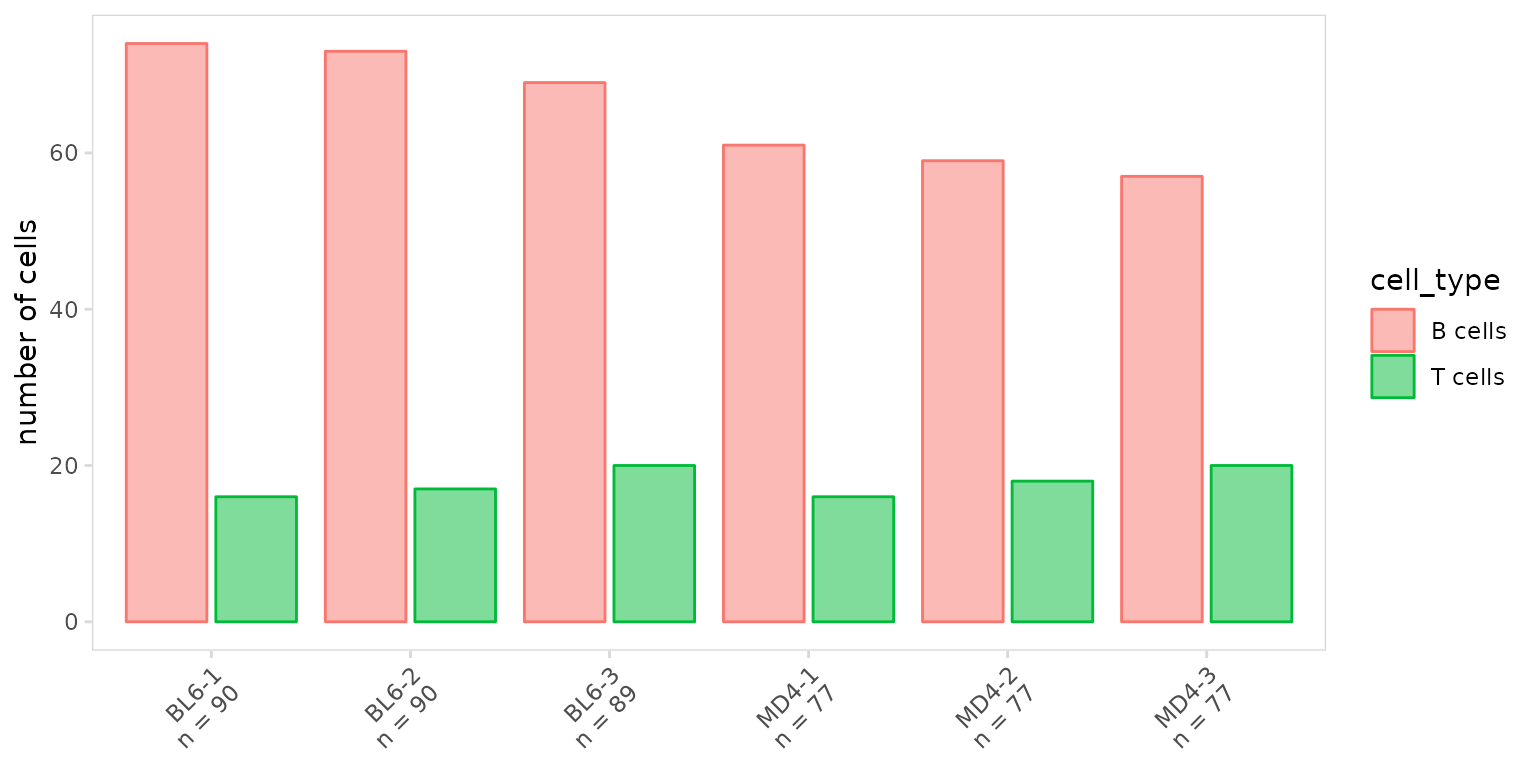 number of cells
60
40
20
0
BL6-1
n = 90
BL6-2
n = 90
BL6-3
n = 89
MD4-1
n = 77
MD4-2
n = 77
MD4-3
n = 77
cell_type
B cells
T cells